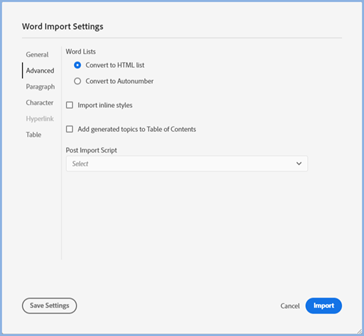 Word Import Settings
General
Advanced
Paragraph
Character
Hyperlink
Table
Word Lists
Convert to HTML list
Convert to Autonumber
Import inline styles
Add generated topics to Table of Contents
Post Import Script
Select
Save Settings
Cancel
Import